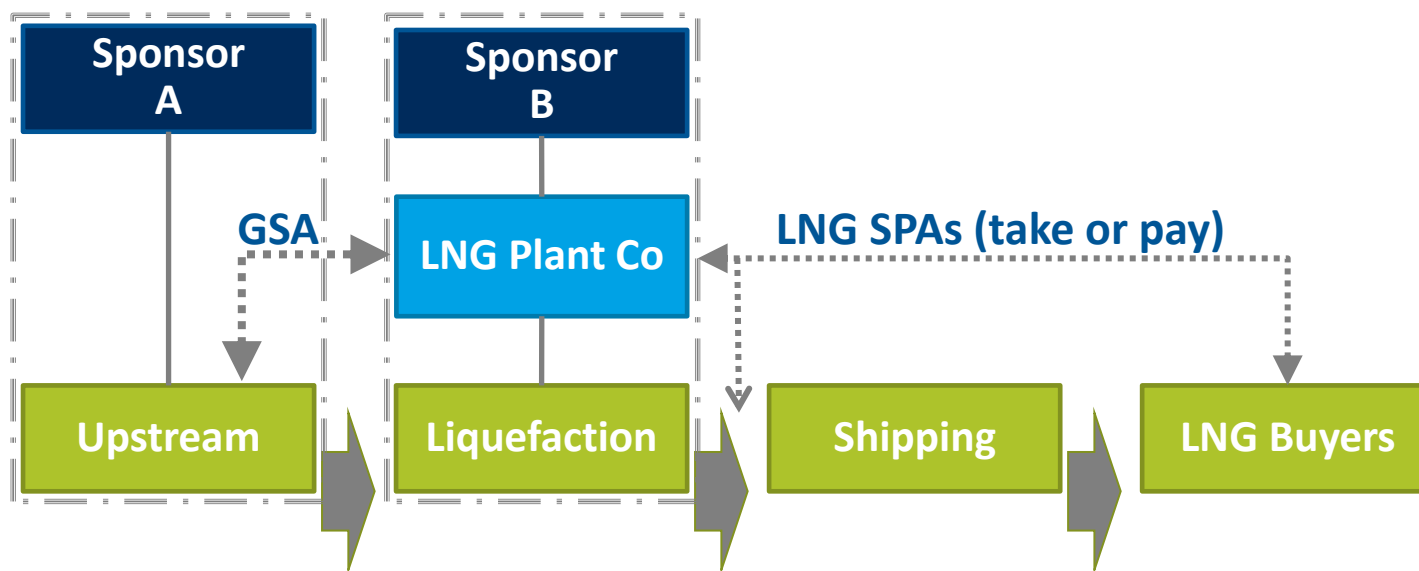 Sponsor
A
Sponsor
B
GSA
LNG Plant Co
LNG SPAs (take or pay)
Upstream
Liquefaction
Shipping
LNG Buyers